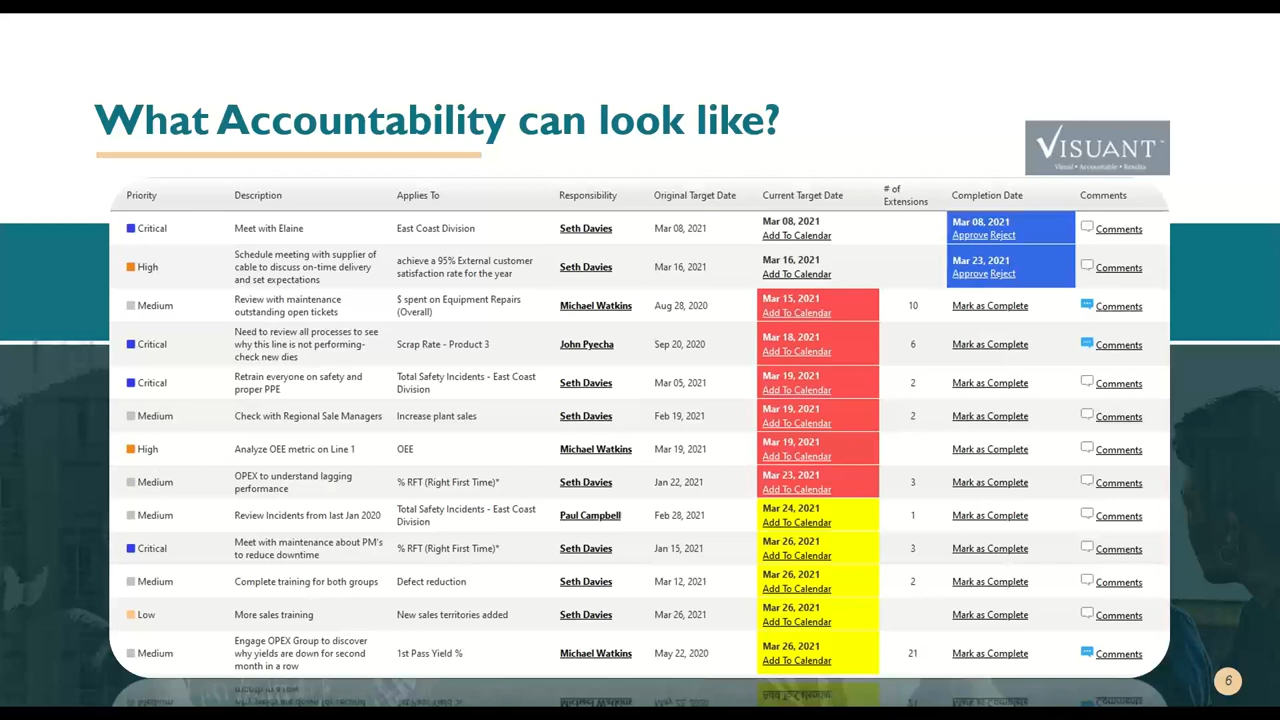 What Accountability can look like?
VISUANT™
Visual • Accountable • Results
Priority Description Applies To Responsibility Original Target Date Current Target Date # of Extensions Completion Date Comments
Critical Meet with Elaine East Coast Division Seth Davies Mar 08, 2021 Mar 08, 2021 Add To Calendar Mar 08, 2021 Approve Reject Comments
High Schedule meeting with supplier of cable to discuss on-time delivery and set expectations achieve a 95% External customer satisfaction rate for the year Seth Davies Mar 16, 2021 Mar 16, 2021 Add To Calendar Mar 23, 2021 Approve Reject Comments
Medium Review with maintenance outstanding open tickets $ spent on Equipment Repairs (Overall) Michael Watkins Aug 28, 2020 Mar 15, 2021 Add To Calendar 10 Mark as Complete Comments
Critical Need to review all processes to see why this line is not performing- check new dies Scrap Rate - Product 3 John Pyecha Sep 20, 2020 Mar 18, 2021 Add To Calendar 6 Mark as Complete Comments
Critical Retrain everyone on safety and proper PPE Total Safety Incidents - East Coast Division Seth Davies Mar 05, 2021 Mar 19, 2021 Add To Calendar 2 Mark as Complete Comments
Medium Check with Regional Sale Managers Increase plant sales Seth Davies Feb 19, 2021 Mar 19, 2021 Add To Calendar 2 Mark as Complete Comments
High Analyze OEE metric on Line 1 OEE Michael Watkins Mar 19, 2021 Mar 19, 2021 Add To Calendar Mark as Complete Comments
Medium OPEX to understand lagging performance % RFT (Right First Time)* Seth Davies Jan 22, 2021 Mar 23, 2021 Add To Calendar 3 Mark as Complete Comments
Medium Review Incidents from last Jan 2020 Total Safety Incidents - East Coast Division Paul Campbell Feb 28, 2021 Mar 24, 2021 Add To Calendar 1 Mark as Complete Comments
Critical Meet with maintenance about PM's to reduce downtime % RFT (Right First Time)* Seth Davies Jan 15, 2021 Mar 26, 2021 Add To Calendar 3 Mark as Complete Comments
Medium Complete training for both groups Defect reduction Seth Davies Mar 12, 2021 Mar 26, 2021 Add To Calendar 2 Mark as Complete Comments
Low More sales training New sales territories added Seth Davies Mar 26, 2021 Mar 26, 2021 Add To Calendar Mark as Complete Comments
Medium Engage OPEX Group to discover why yields are down for second month in a row 1st Pass Yield % Michael Watkins May 22, 2020 Mar 26, 2021 Add To Calendar 21 Mark as Complete Comments
6